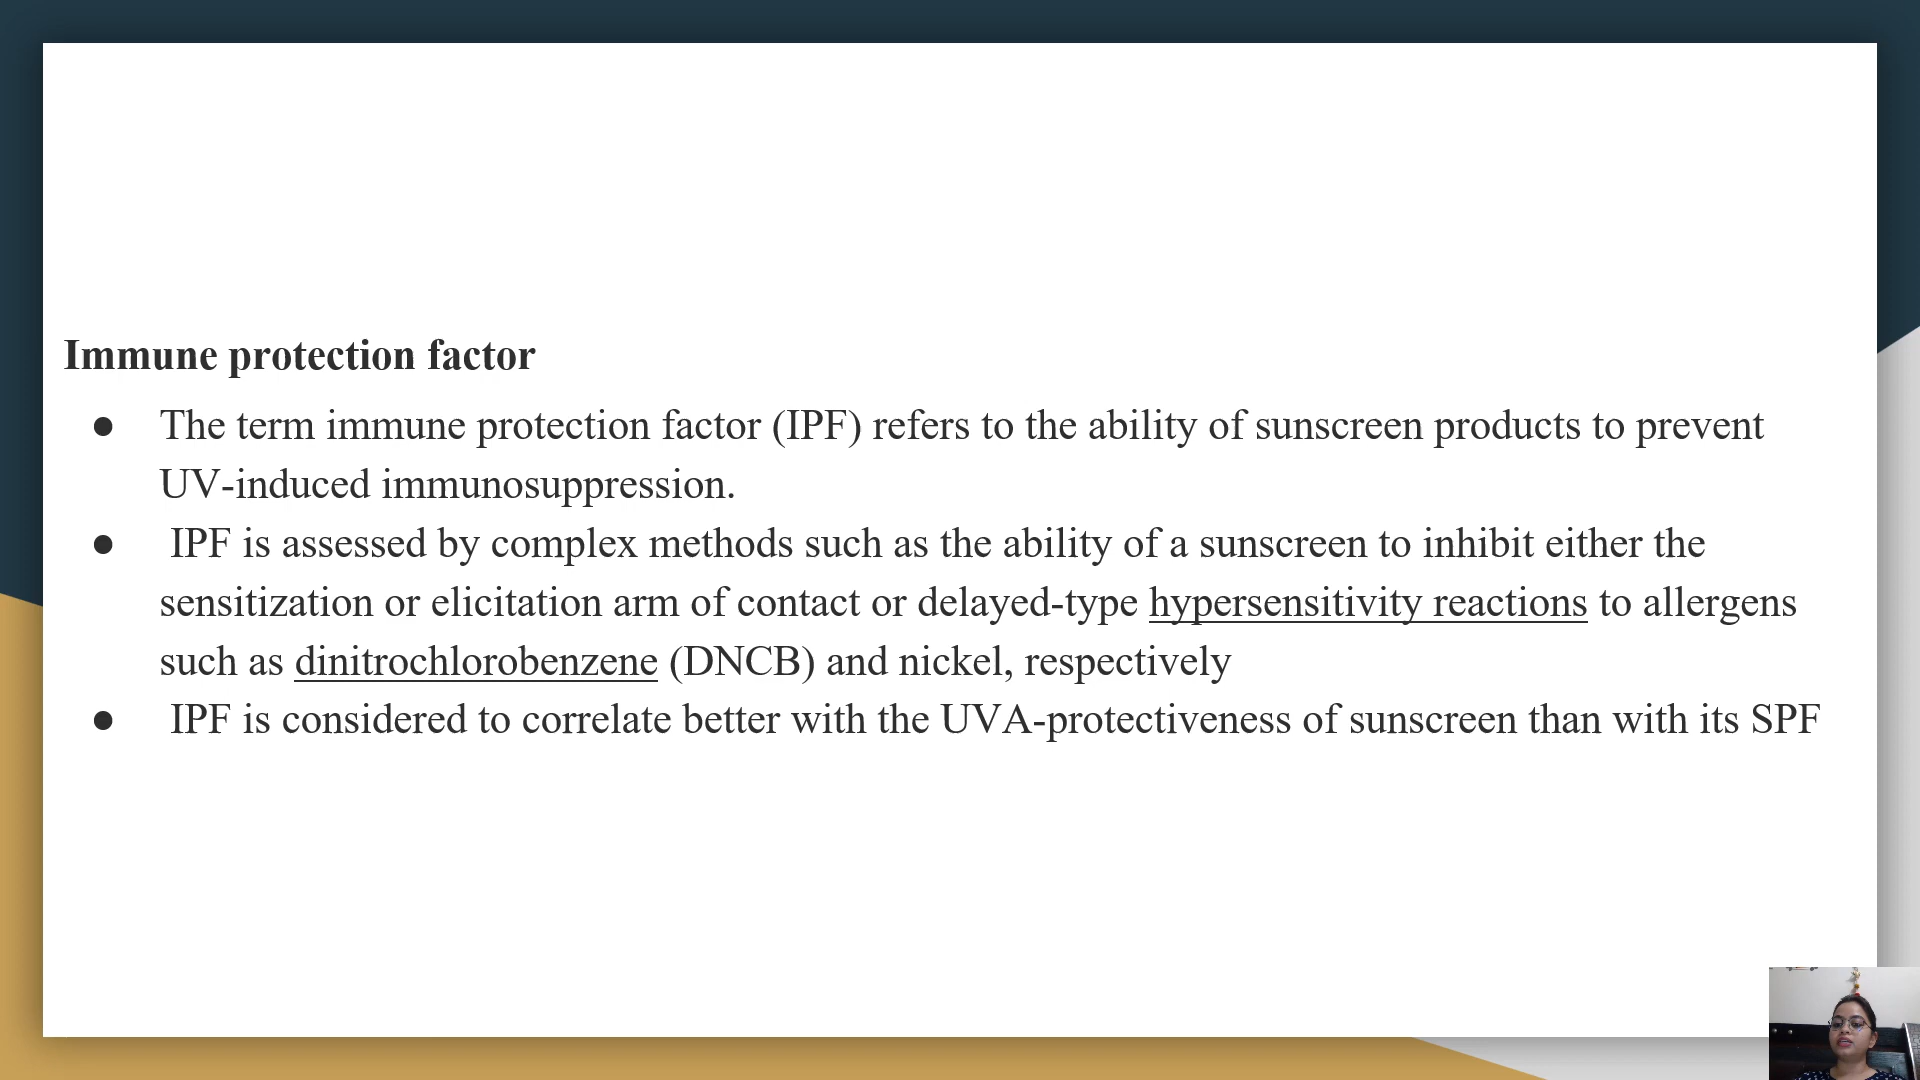 Immune protection factor
● The term immune protection factor (IPF) refers to the ability of sunscreen products to prevent
UV-induced immunosuppression.
● IPF is assessed by complex methods such as the ability of a sunscreen to inhibit either the
sensitization or elicitation arm of contact or delayed-type hypersensitivity reactions to allergens
such as dinitrochlorobenzene (DNCB) and nickel, respectively
● IPF is considered to correlate better with the UVA-protectiveness of sunscreen than with its SPF